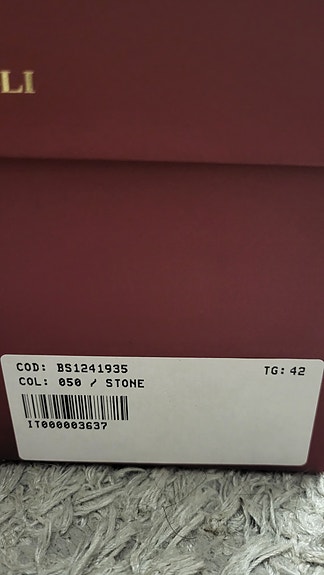 LI
COD: BS1241935 TG: 42
COL: 050 / STONE
IT000003637